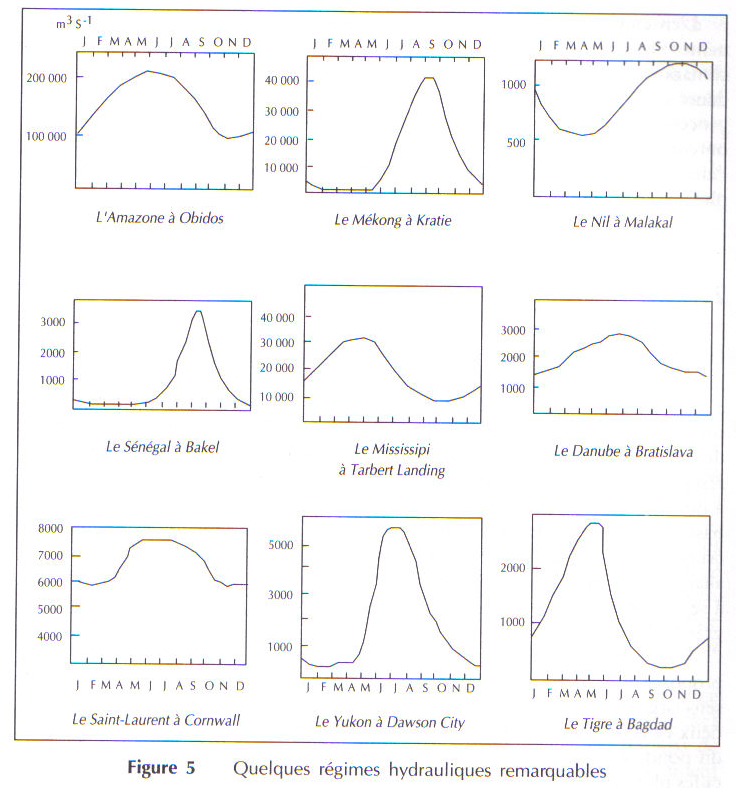 m³ s⁻¹
J F M A M J J A S O N D
200 000
100 000
L'Amazone à Obidos
J F M A M J J A S O N D
40 000
30 000
20 000
10 000
Le Mékong à Kratie
J F M A M J J A S O N D
1000
500
Le Nil à Malakal
3000
2000
1000
Le Sénégal à Bakel
40 000
30 000
20 000
10 000
Le Mississipi
à Tarbert Landing
3000
2000
1000
Le Danube à Bratislava
8000
7000
6000
5000
4000
J F M A M J J A S O N D
Le Saint-Laurent à Cornwall
5000
3000
1000
J F M A M J J A S O N D
Le Yukon à Dawson City
2000
1000
J F M A M J J A S O N D
Le Tigre à Bagdad
Figure 5 Quelques régimes hydrauliques remarquables